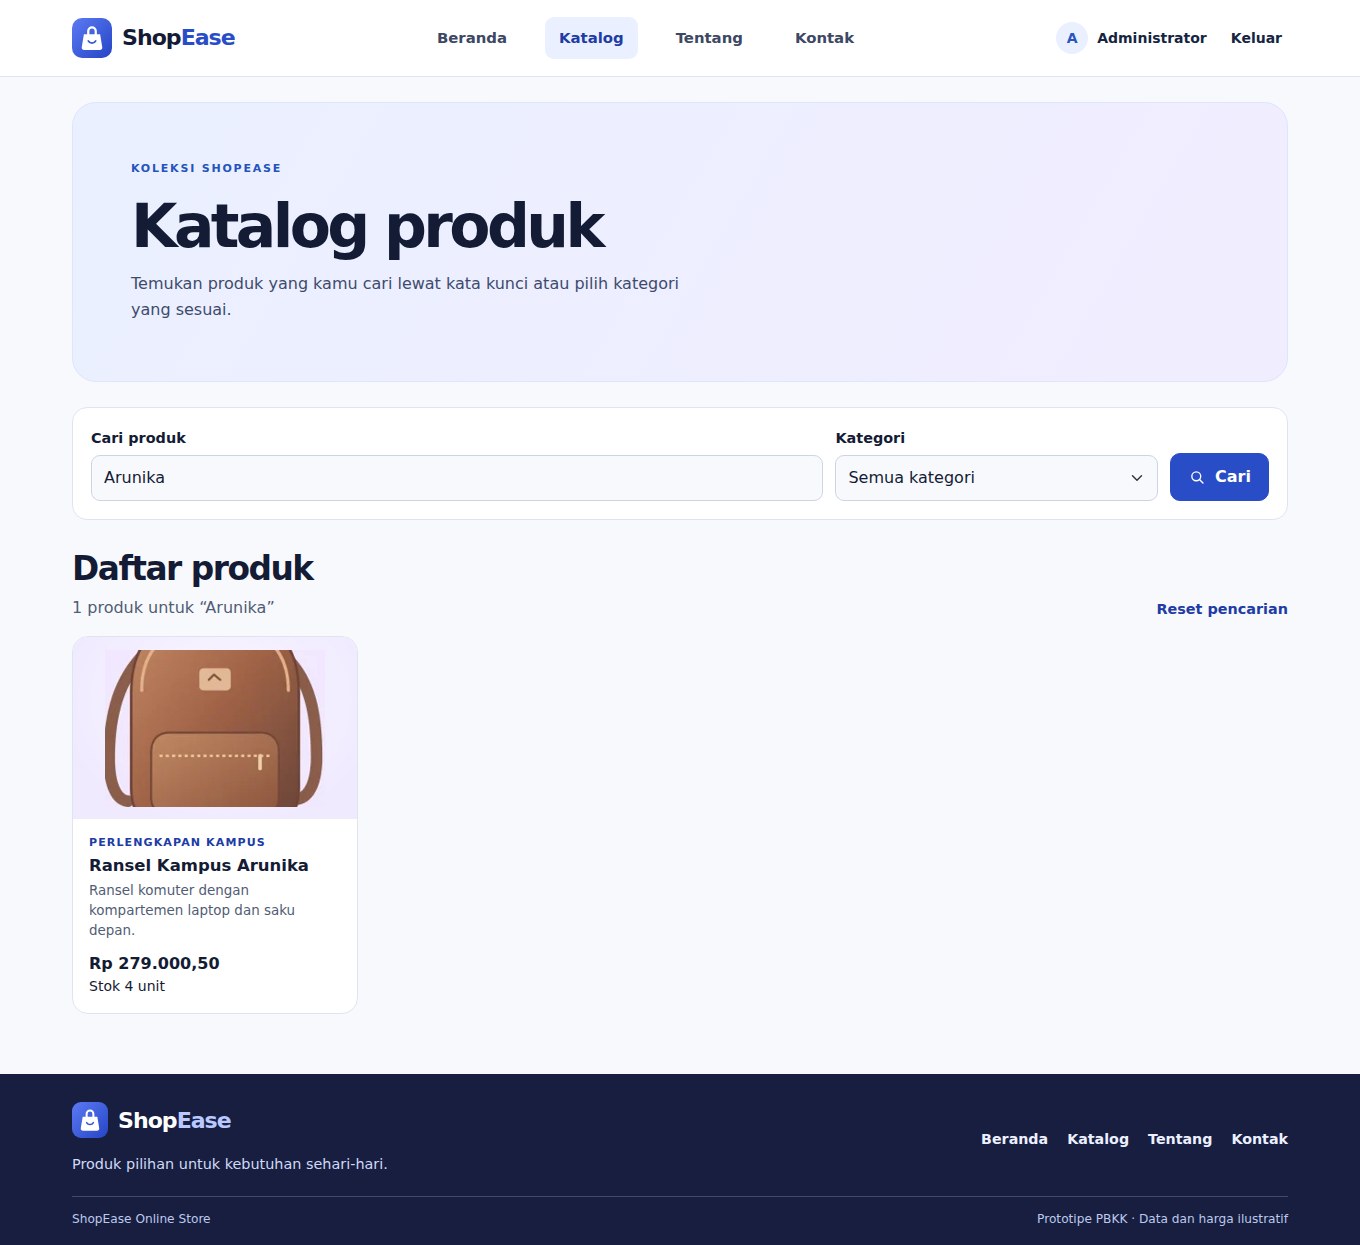 ShopEase
Beranda
Katalog
Tentang
Kontak
A
Administrator
Keluar
KOLEKSI SHOPEASE
Katalog produk
Temukan produk yang kamu cari lewat kata kunci atau pilih kategori
yang sesuai.
Cari produk
Kategori
Arunika
Semua kategori
Cari
Daftar produk
1 produk untuk “Arunika”
Reset pencarian
PERLENGKAPAN KAMPUS
Ransel Kampus Arunika
Ransel komuter dengan
kompartemen laptop dan saku
depan.
Rp 279.000,50
Stok 4 unit
ShopEase
Produk pilihan untuk kebutuhan sehari-hari.
Beranda
Katalog
Tentang
Kontak
ShopEase Online Store
Prototipe PBKK · Data dan harga ilustratif